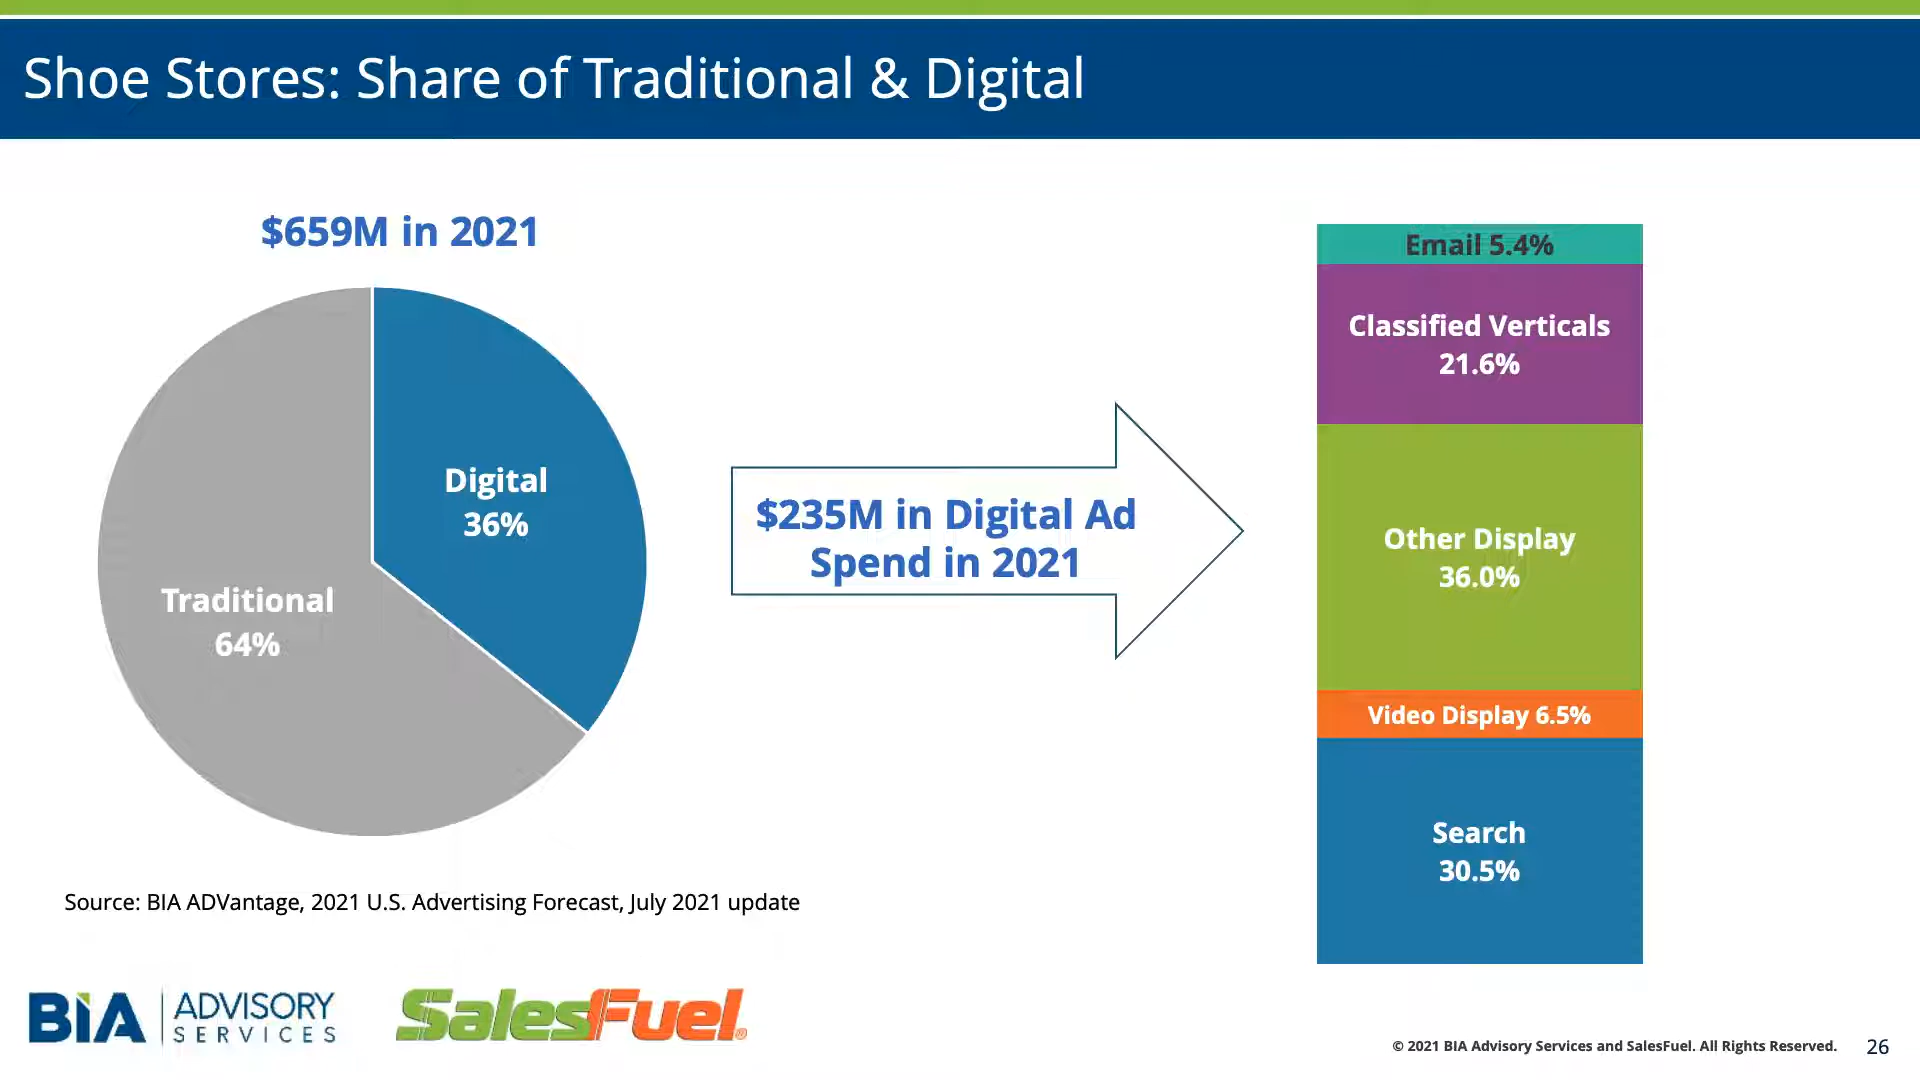 Shoe Stores: Share of Traditional & Digital
$659M in 2021
Digital
36%
Traditional
64%
$235M in Digital Ad
Spend in 2021
Email 5.4%
Classified Verticals
21.6%
Other Display
36.0%
Video Display 6.5%
Search
30.5%
Source: BIA ADVantage, 2021 U.S. Advertising Forecast, July 2021 update
BiA ADVISORY
SERVICES
SalesFuel®
© 2021 BIA Advisory Services and SalesFuel. All Rights Reserved.
26